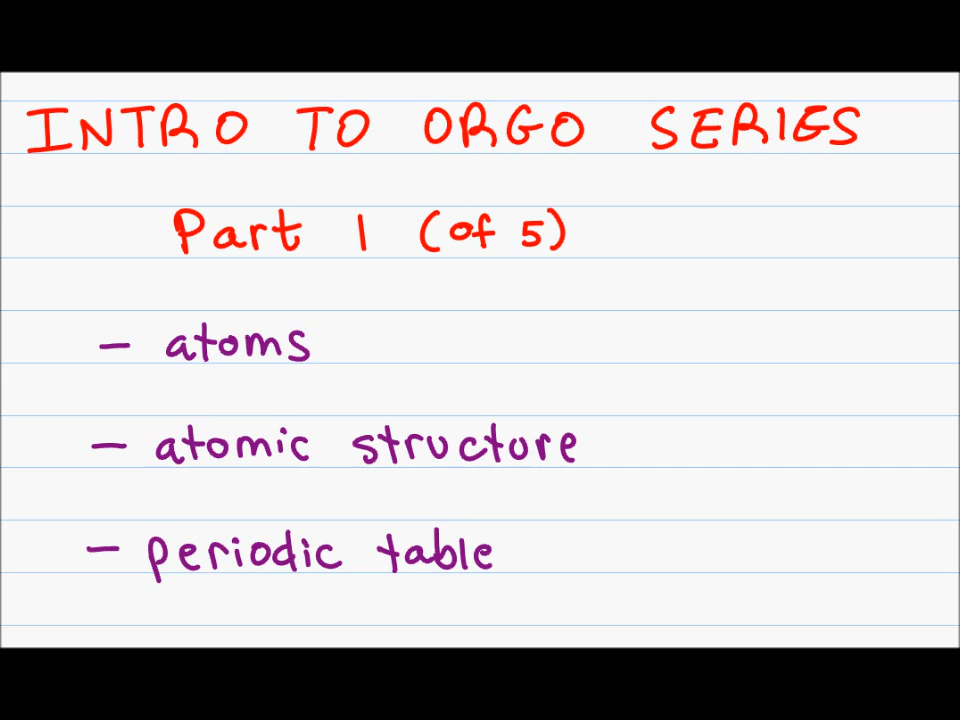 INTRO TO ORGO SERIES
Part 1 (of 5)
- atoms
- atomic structure
- periodic table